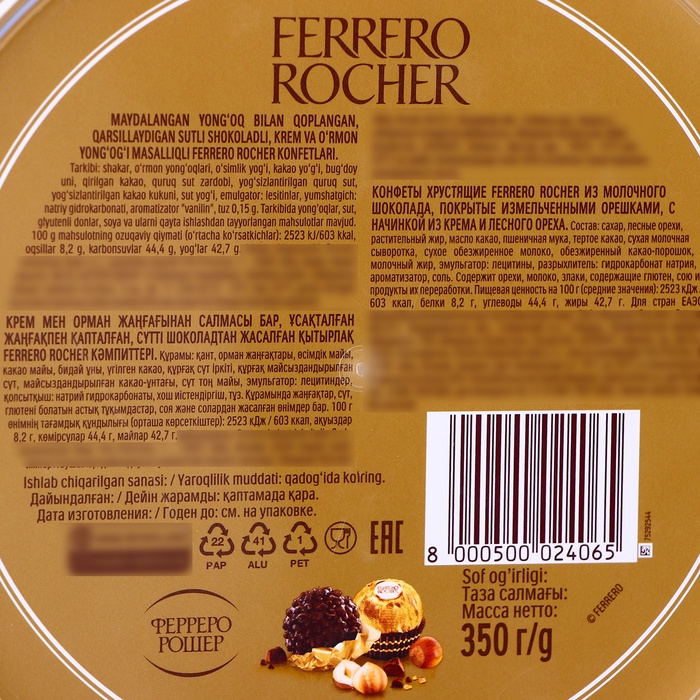 FERRERO
ROCHER
MAYDALANGAN YONG‘OQ BILAN QOPLANGAN,
QARSILLAYDIGAN SUTLI SHOKOLADLI, KREM VA O‘RMON
YONG‘OG‘I MASALLIQLI FERRERO ROCHER KONFETLARI.
Tarkibi: shakar, o‘rmon yong‘oqlari, o‘simlik yog‘i, kakao yo‘g‘i, bug‘doy
uni, qirilgan kakao, quruq sut zardobi, yog‘sizlantirilgan quruq sut,
yog‘sizlantirilgan kakao kukuni, sut yog‘i, emulgator: lesitinlar, yumshatgich:
natriy gidrokarbonati, aromatizator "vanilin", tuz 0,15 g. Tarkibida yong‘oqlar, sut,
glyutenli donlar, soya va ularni qayta ishlashdan tayyorlangan mahsulotlar mavjud.
100 g mahsulotning ozuqaviy qiymati (o‘rtacha ko‘rsatkichlar): 2523 kJ/603 kkal,
oqsillar 8,2 g, karbonsuvlar 44,4 g, yog‘lar 42,7 g.
КОНФЕТЫ ХРУСТЯЩИЕ FERRERO ROCHER ИЗ МОЛОЧНОГО
ШОКОЛАДА, ПОКРЫТЫЕ ИЗМЕЛЬЧЕННЫМИ ОРЕШКАМИ, С
НАЧИНКОЙ ИЗ КРЕМА И ЛЕСНОГО ОРЕХА. Состав: сахар, лесные орехи,
растительный жир, масло какао, пшеничная мука, тертое какао, сухая молочная
сыворотка, сухое обезжиренное молоко, обезжиренный какао-порошок,
молочный жир, эмульгатор: лецитины, разрыхлитель: гидрокарбонат натрия,
ароматизатор, соль. Содержит орехи, молоко, злаки, содержащие глютен, сою и
продукты их переработки. Пищевая ценность на 100 г (средние значения): 2523 кДж /
603 ккал, белки 8,2 г, углеводы 44,4 г, жиры 42,7 г. Для стран ЕАЭС
КРЕМ МЕН ОРМАН ЖАҢҒАҒЫНАН САЛМАСЫ БАР, ҰСАҚТАЛҒАН
ЖАҢҒАҚПЕН ҚАПТАЛҒАН, СҮТТІ ШОКОЛАДТАН ЖАСАЛҒАН ҚЫТЫРЛАҚ
FERRERO ROCHER КӘМПИТТЕРІ. Құрамы: қант, орман жаңғақтары, өсімдік майы,
какао майы, бидай ұны, үгілген какао, құрғақ сүт іркіті, құрғақ майсыздандырылған
сүт, майсыздандырылған какао-ұнтағы, сүт тоң майы, эмульгатор: лецитиндер,
қопсытқыш: натрий гидрокарбонаты, хош иістендіргіш, тұз. Құрамында жаңғақтар, сүт,
глютені болатын астық тұқымдастар, соя және солардан жасалған өнімдер бар. 100 г
өнімнің тағамдық құндылығы (орташа көрсеткіштер): 2523 кДж / 603 ккал, ақуыздар
8,2 г, көмірсулар 44,4 г, майлар 42,7 г.
Ishlab chiqarilgan sanasi: / Yaroqlilik muddati: qadog‘ida ko‘ring.
Дайындалған: / Дейін жарамды: қаптамада қара.
Дата изготовления: / Годен до: см. на упаковке.
22 PAP
41 ALU
1 PET
ЕАС
8 000500 024065
75292544
Sof og‘irligi:
Таза салмағы:
Масса нетто:
350 г/g
© FERRERO
ФЕРРЕРО
РОШЕР
FERRERO
ROCHER